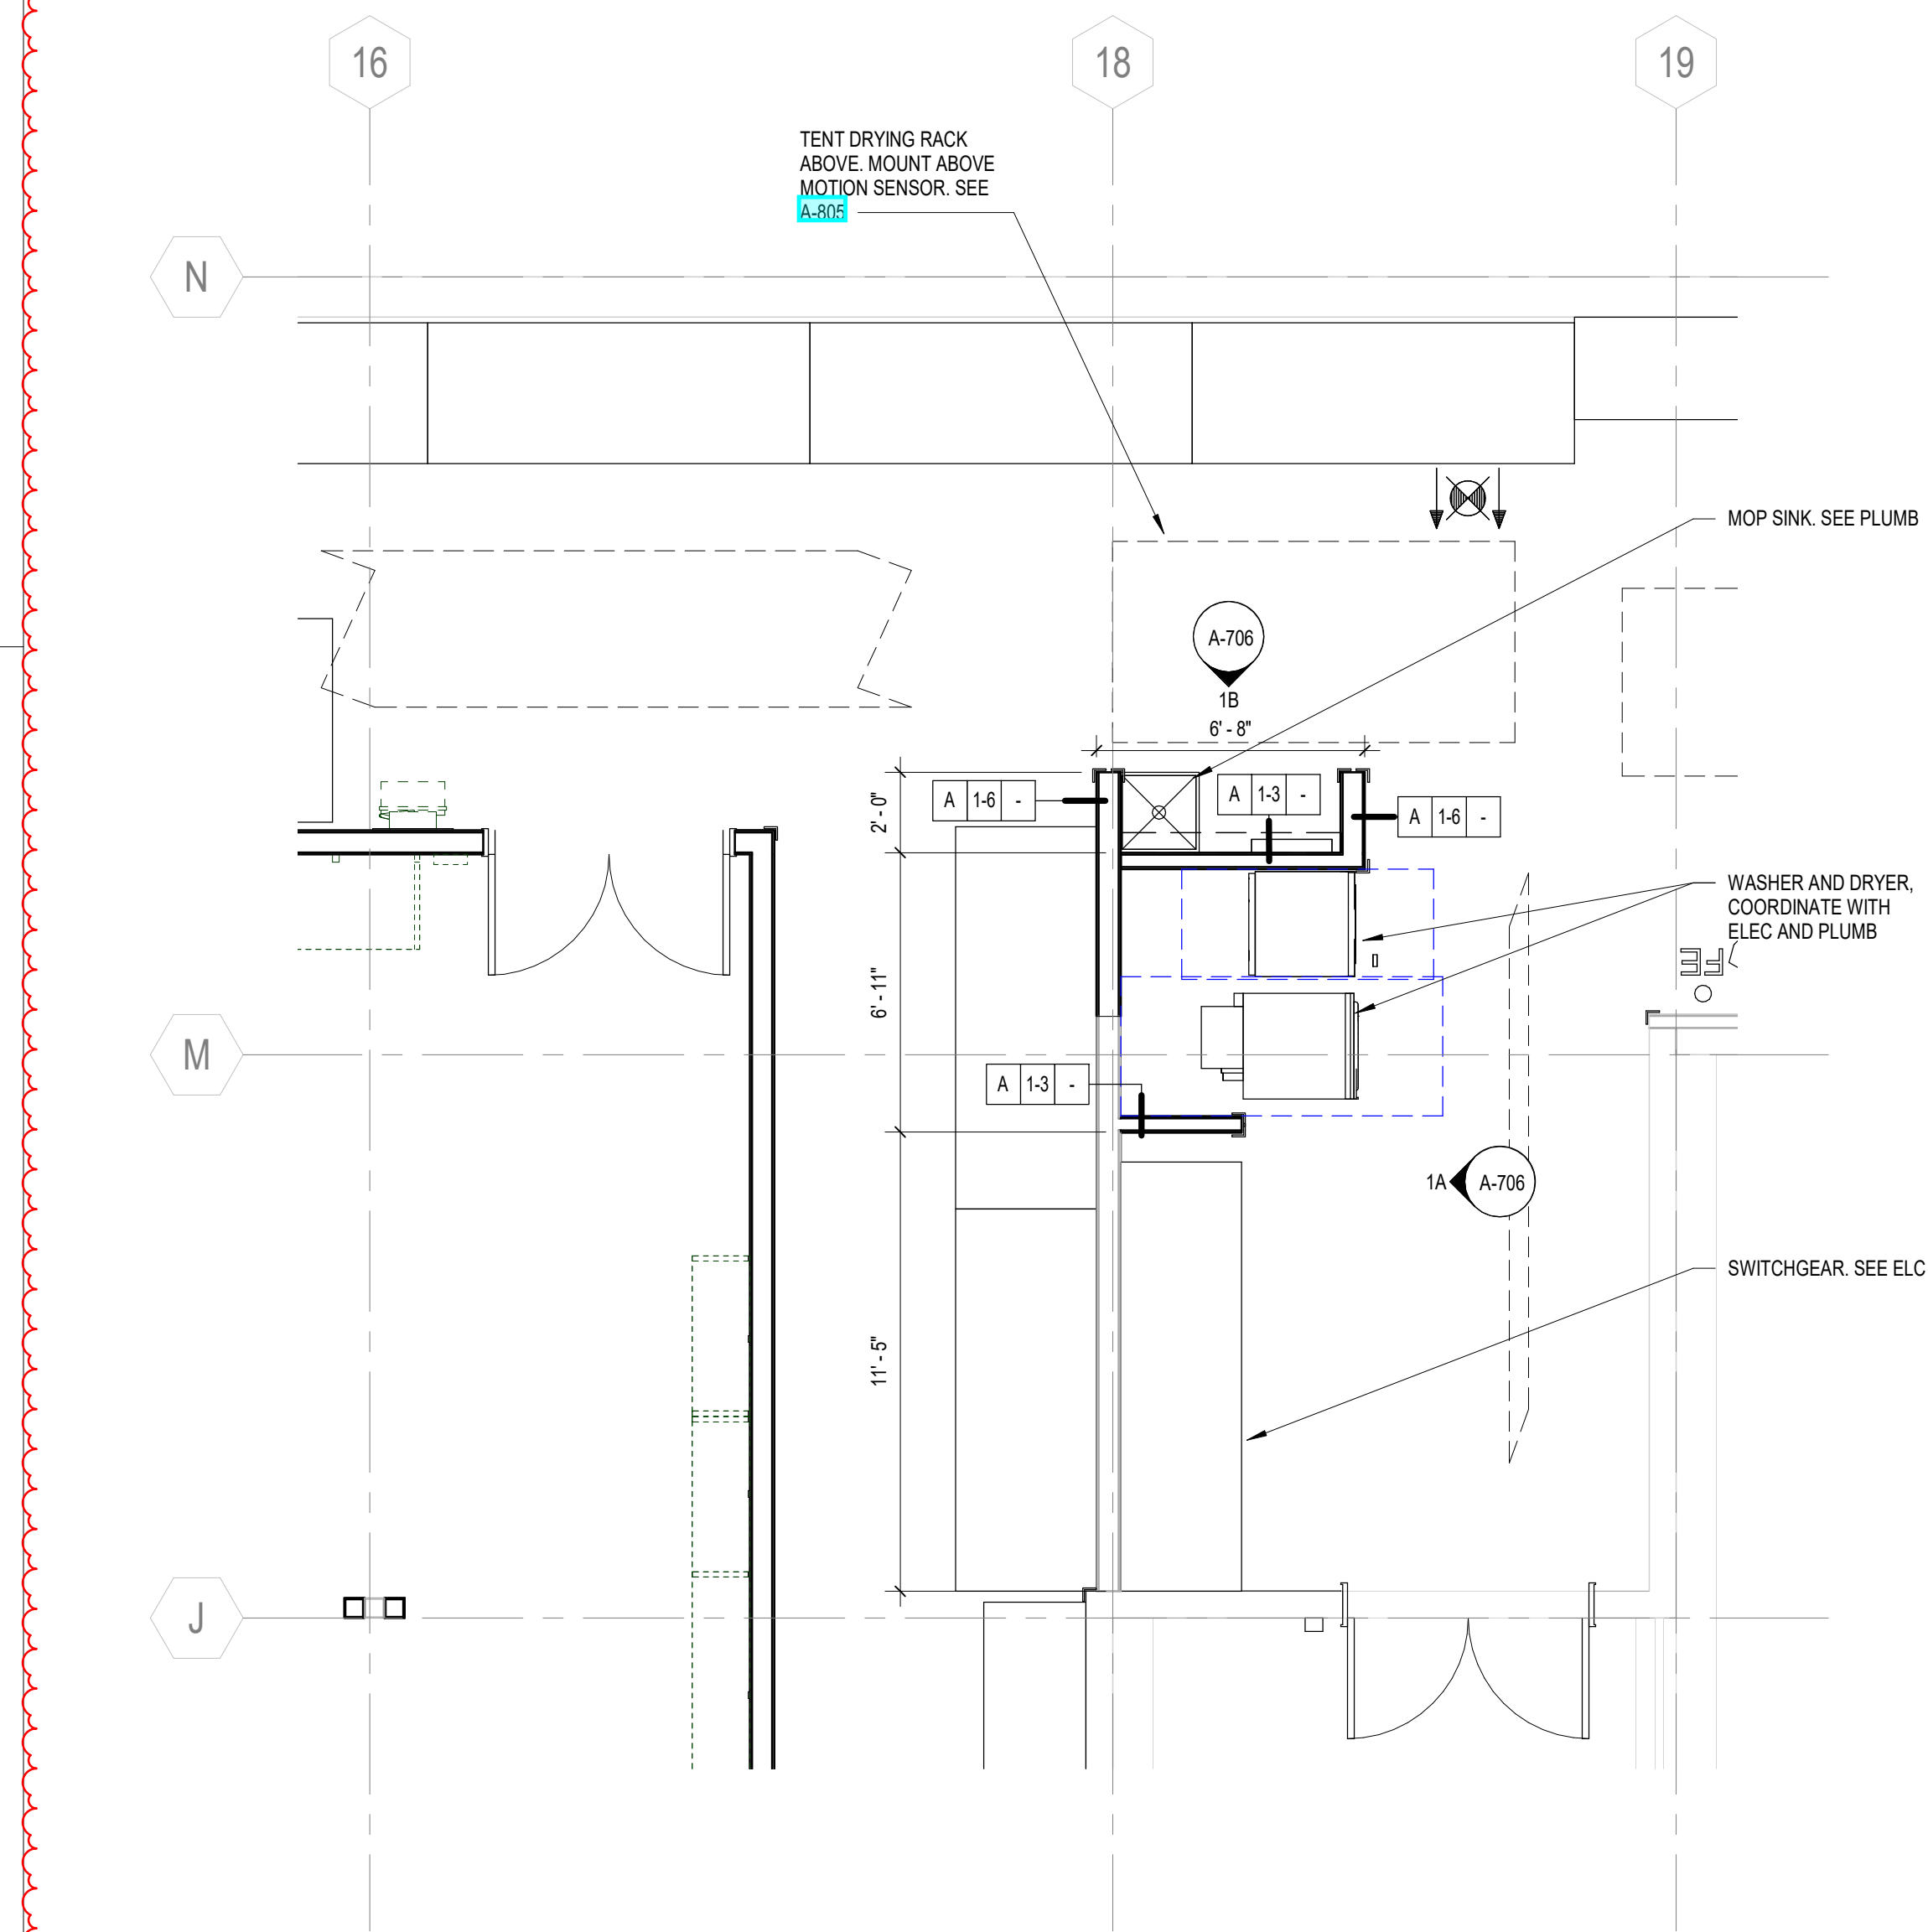 16
18
19
TENT DRYING RACK
ABOVE. MOUNT ABOVE
MOTION SENSOR. SEE
A-805
N
MOP SINK. SEE PLUMB
A-706
1B
6' - 8"
A 1-6 -
A 1-3 -
A 1-6 -
2' - 0"
WASHER AND DRYER,
COORDINATE WITH
ELEC AND PLUMB
FE
6' - 11"
M
A 1-3 -
1A
A-706
SWITCHGEAR. SEE ELC
11' - 5"
J